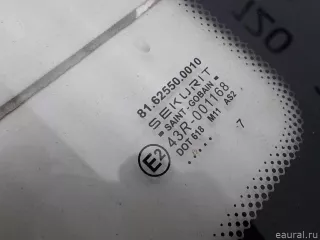 81.62550.0010
SEKURIT
SAINT-GOBAIN
E2 43R-001168
DOT 618 M11 AS2
7
eaural.ru